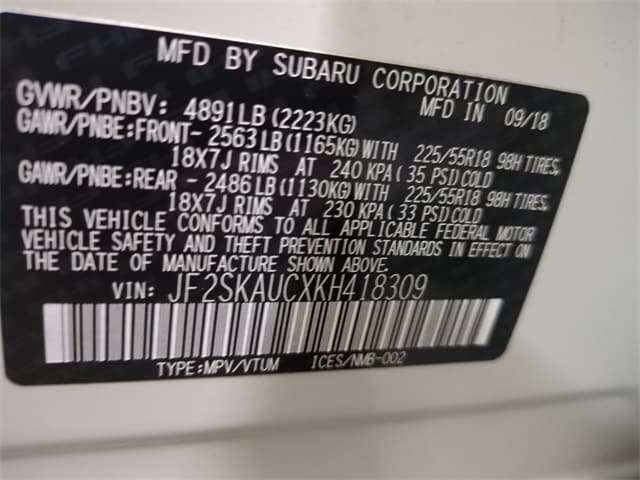 MFD BY SUBARU CORPORATION
GVWR/PNBV: 4891LB(2223KG) MFD IN 09/18
GAWR/PNBE:FRONT- 2563LB(1165KG)WITH 225/55R18 98H TIRES,
18X7J RIMS AT 240 KPA( 35 PSI)COLD
GAWR/PNBE:REAR - 2486LB(1130KG)WITH 225/55R18 98H TIRES,
18X7J RIMS AT 230 KPA( 33 PSI)COLD
THIS VEHICLE CONFORMS TO ALL APPLICABLE FEDERAL MOTOR
VEHICLE SAFETY AND THEFT PREVENTION STANDARDS IN EFFECT ON
THE DATE OF MANUFACTURE SHOWN ABOVE.
VIN: JF2SKAUCXKH418309
TYPE:MPV/VTUM ICES/NMB-002